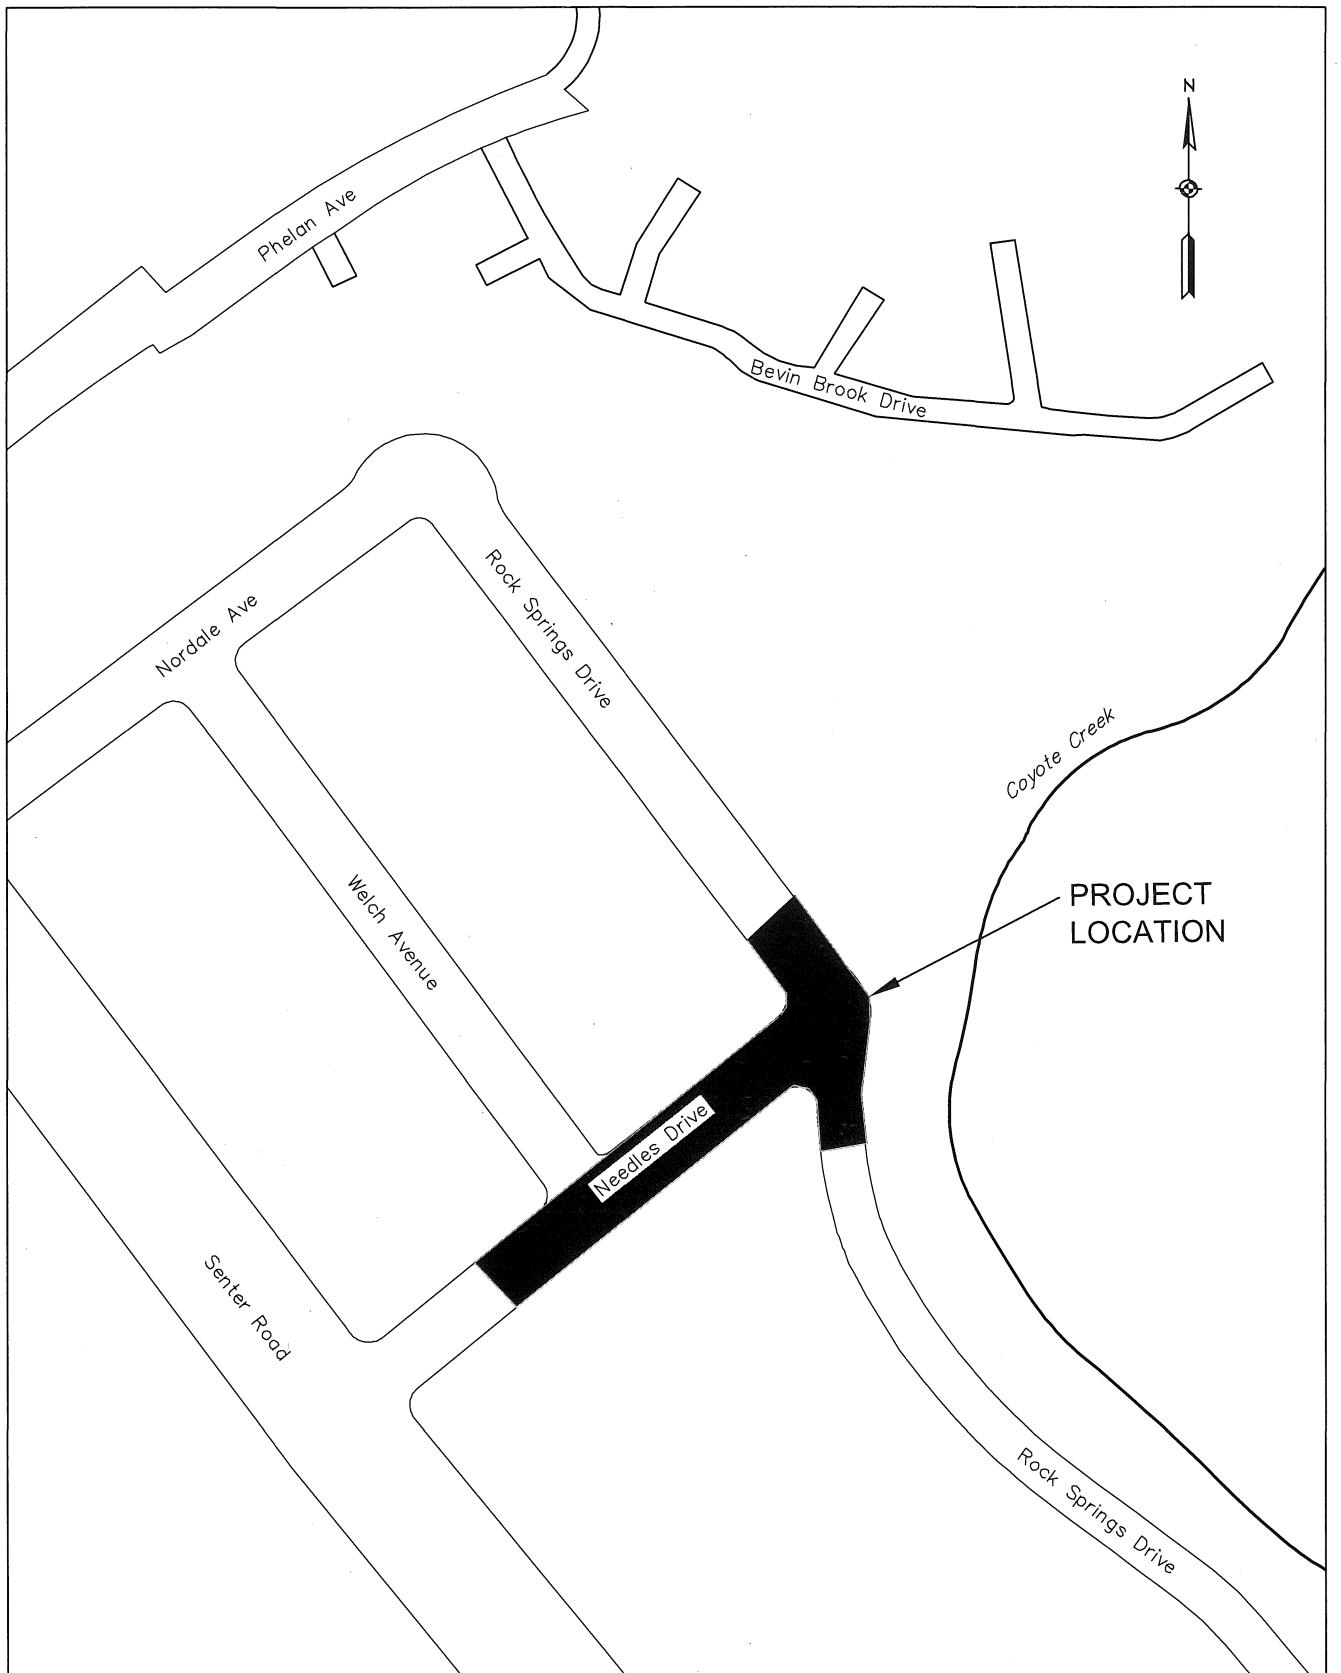 N
Phelan Ave
Bevin Brook Drive
Rock Springs Drive
Nordale Ave
Coyote Creek
Welch Avenue
PROJECT
LOCATION
Needles Drive
Senter Road
Rock Springs Drive